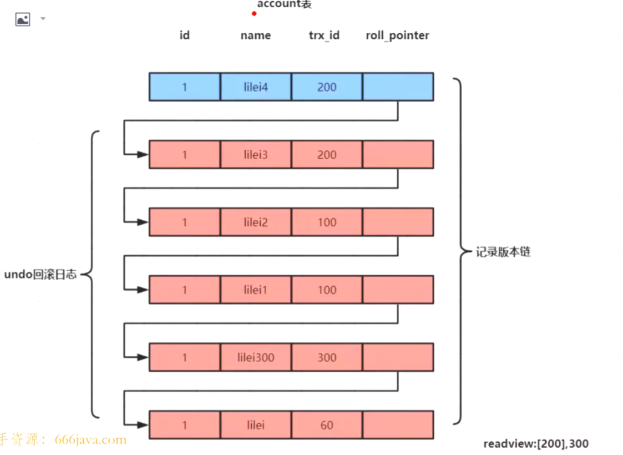 account表
id name trx_id roll_pointer
1 lilei4 200
1 lilei3 200
1 lilei2 100
记录版本链
undo回滚日志
1 lilei1 100
1 lilei300 300
1 lilei 60
手资源：666java.com
readview:[200],300